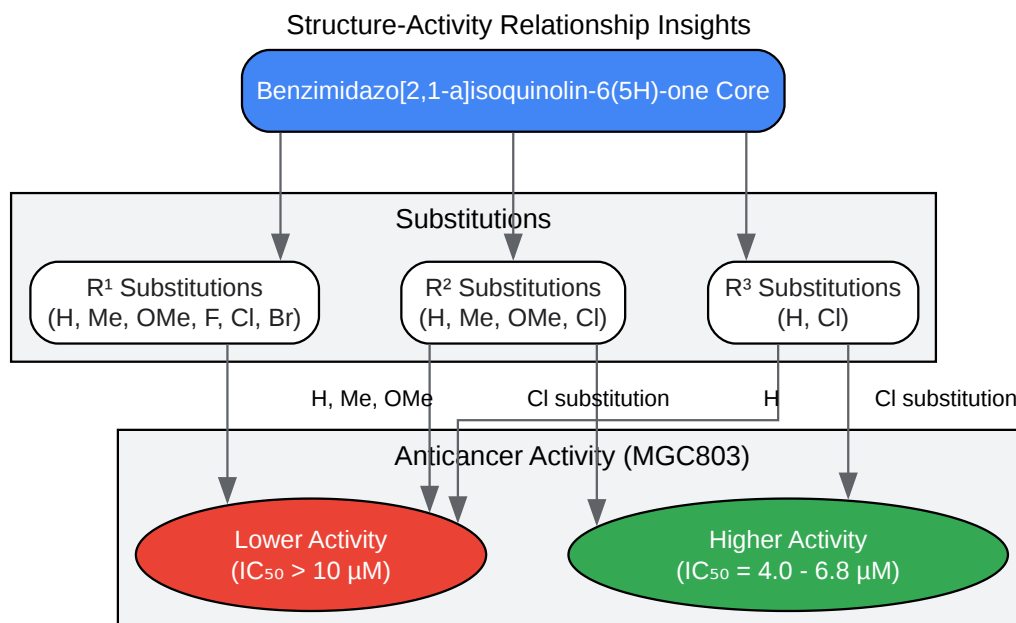 Structure-Activity Relationship Insights
Benzimidazo[2,1-a]isoquinolin-6(5H)-one Core
Substitutions
R¹ Substitutions
(H, Me, OMe, F, Cl, Br)
R² Substitutions
(H, Me, OMe, Cl)
R³ Substitutions
(H, Cl)
H, Me, OMe
Cl substitution
H
Cl substitution
Anticancer Activity (MGC803)
Lower Activity
(IC₅₀ > 10 µM)
Higher Activity
(IC₅₀ = 4.0 - 6.8 µM)